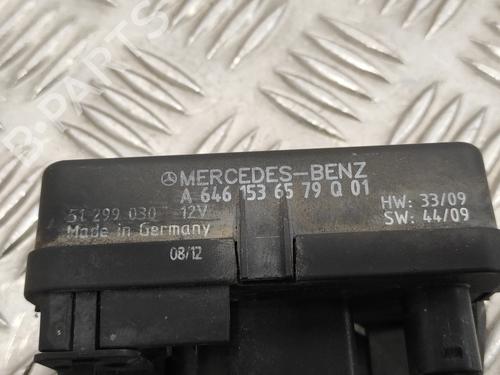 MERCEDES-BENZ
A 646 153 65 79 Q 01
51 299 030 12V
Made in Germany
HW: 33/09
SW: 44/09
08/12
B-PARTS